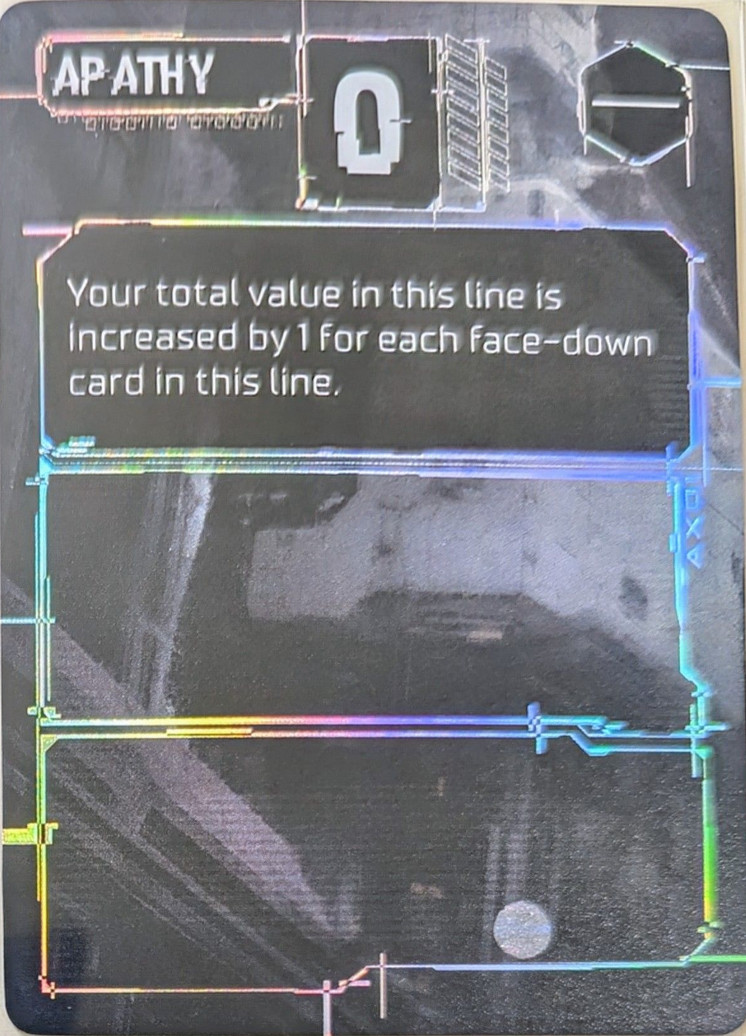 APATHY
0
Your total value in this line is
increased by 1 for each face-down
card in this line.